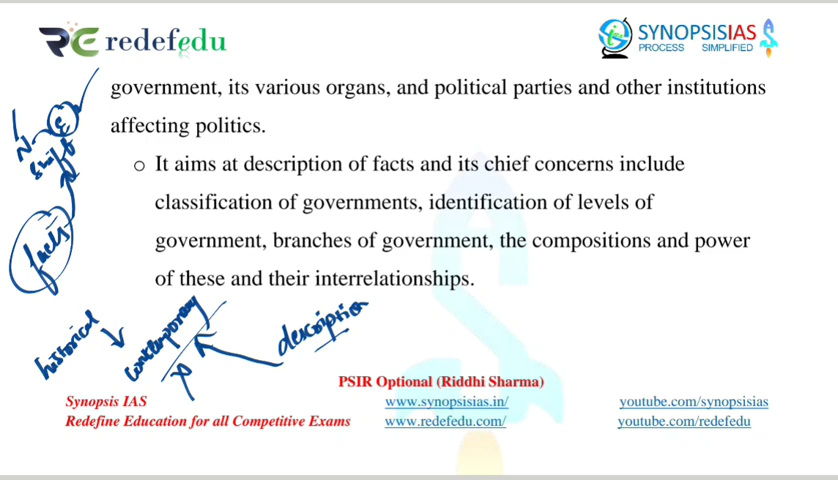 redefedu
SYNOPSISIAS
PROCESS SIMPLIFIED
government, its various organs, and political parties and other institutions
affecting politics.
o It aims at description of facts and its chief concerns include
classification of governments, identification of levels of
government, branches of government, the compositions and power
of these and their interrelationships.
N
E
shift
facts
historical
contemporary
description
PSIR Optional (Riddhi Sharma)
Synopsis IAS www.synopsisias.in/ youtube.com/synopsisias
Redefine Education for all Competitive Exams www.redefedu.com/ youtube.com/redefedu